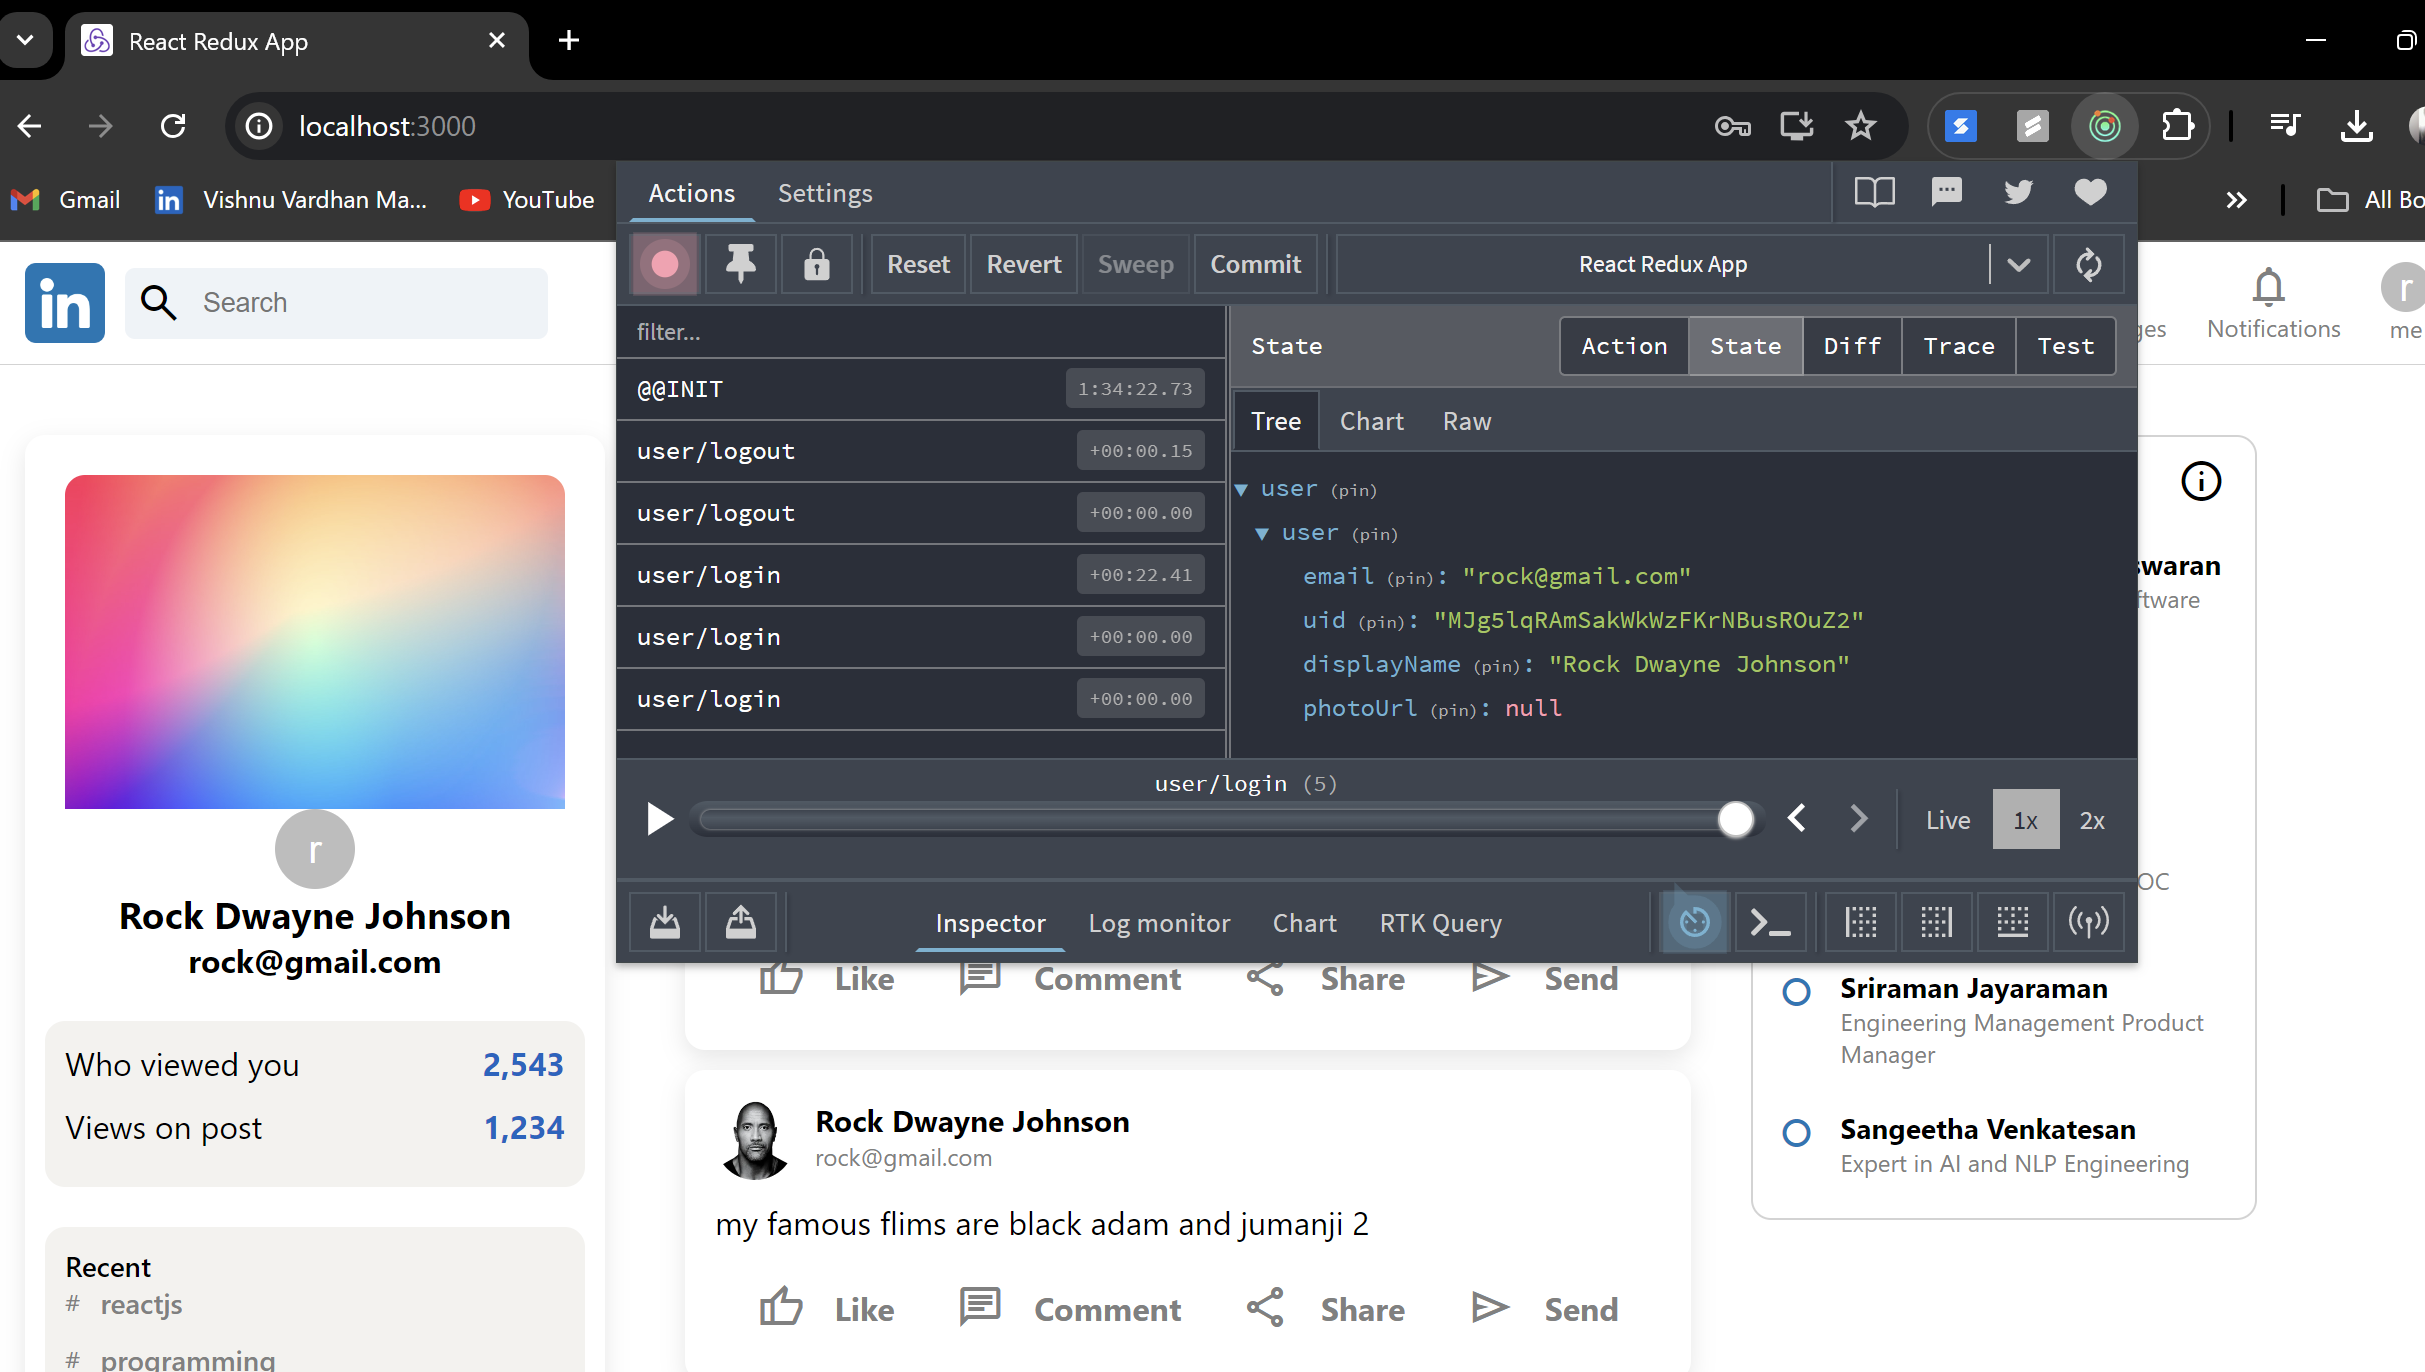 React Redux App
localhost:3000
Gmail
Vishnu Vardhan Ma...
YouTube
All Bo
in
Search
Notifications
r
me
Actions
Settings
Reset
Revert
Sweep
Commit
React Redux App
filter...
@@INIT 1:34:22.73
user/logout +00:00.15
user/logout +00:00.00
user/login +00:22.41
user/login +00:00.00
user/login +00:00.00
State
Action
State
Diff
Trace
Test
Tree
Chart
Raw
user (pin)
user (pin)
email (pin): "rock@gmail.com"
uid (pin): "MJg5lqRAmSakWkWzFKrNBusROuZ2"
displayName (pin): "Rock Dwayne Johnson"
photoUrl (pin): null
user/login (5)
Live
1x
2x
Inspector
Log monitor
Chart
RTK Query
r
Rock Dwayne Johnson
rock@gmail.com
Who viewed you 2,543
Views on post 1,234
Recent
# reactjs
# programming
Like
Comment
Share
Send
Rock Dwayne Johnson
rock@gmail.com
my famous flims are black adam and jumanji 2
Like
Comment
Share
Send
swaran
ftware
OC
Sriraman Jayaraman
Engineering Management Product
Manager
Sangeetha Venkatesan
Expert in AI and NLP Engineering